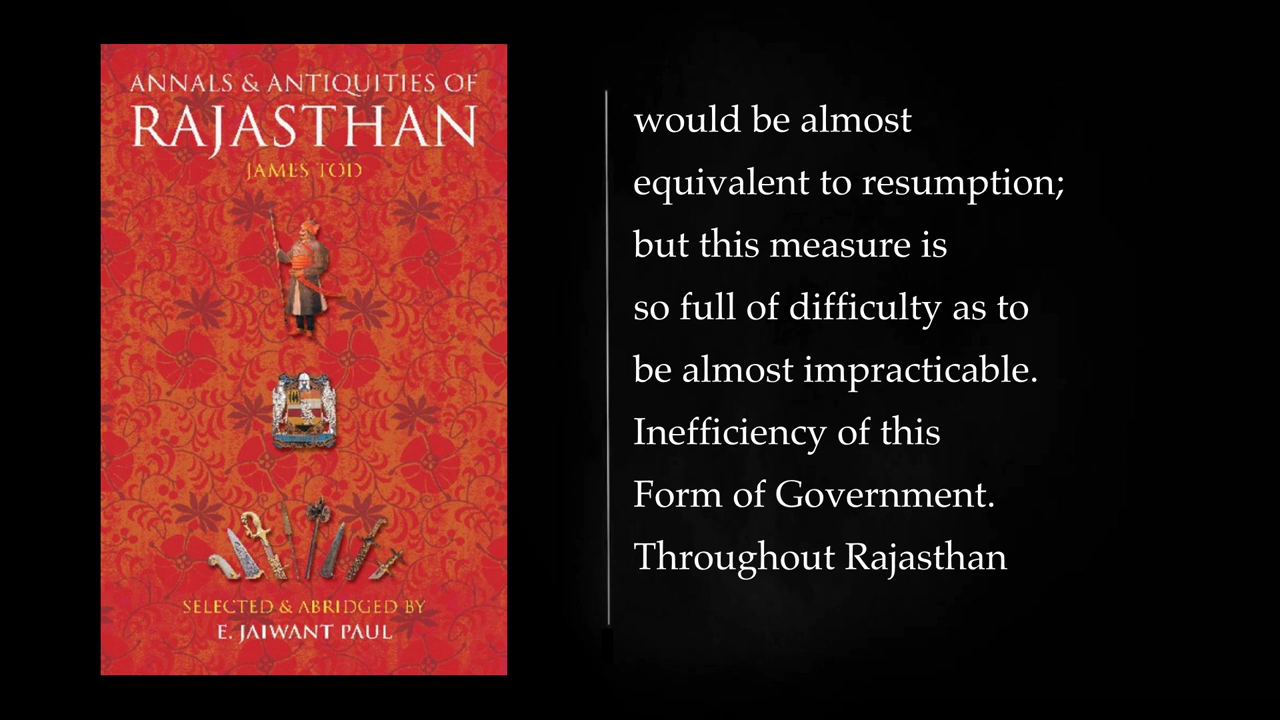 ANNALS & ANTIQUITIES OF
RAJASTHAN
JAMES TOD
SELECTED & ABRIDGED BY
E. JAIWANT PAUL
would be almost
equivalent to resumption;
but this measure is
so full of difficulty as to
be almost impracticable.
Inefficiency of this
Form of Government.
Throughout Rajasthan